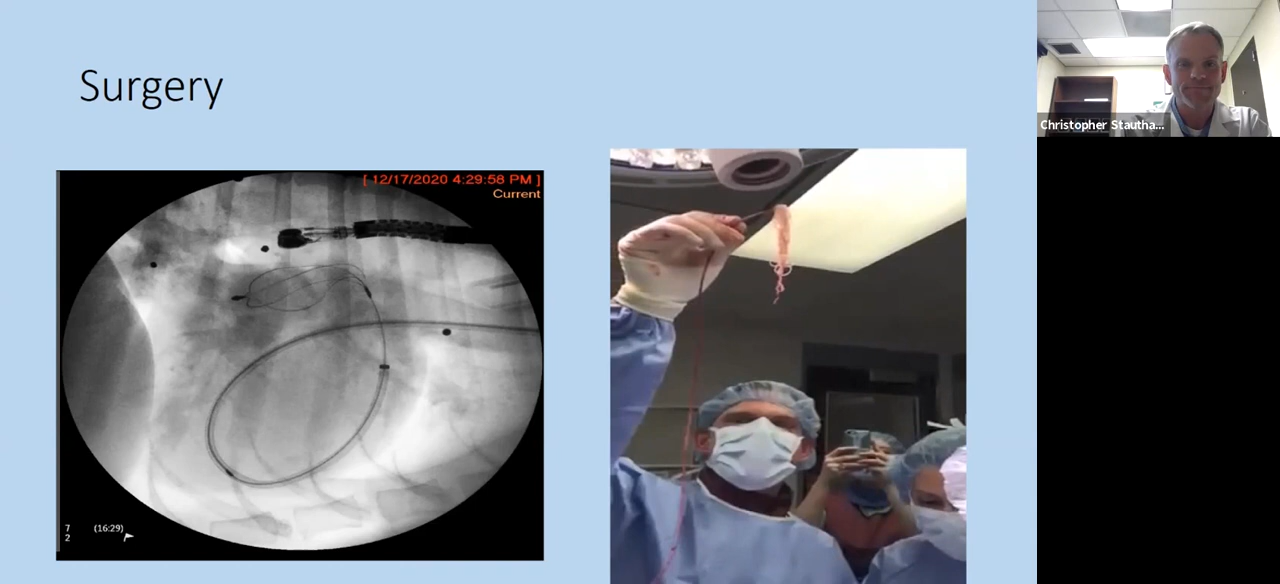 Surgery
[ 12/17/2020 4:29:58 PM ]
Current
7
2
(16:29)
Christopher Stautha...